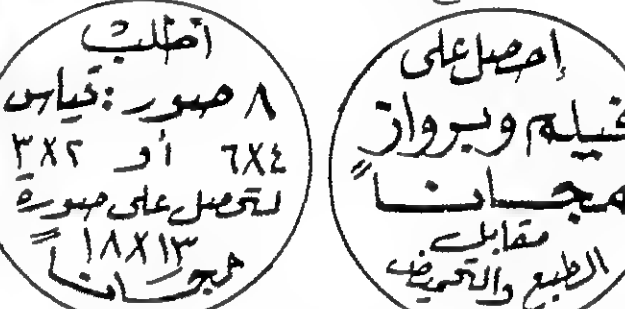 إحصل على
فيلم وبرواز
مجاناً
مقابل
الطبع والتحميض
أطلب
٨ صور : قياس
٦X٤ أو ٣X٢
لتحصل على صورة
١٨X١٣
مجاناً